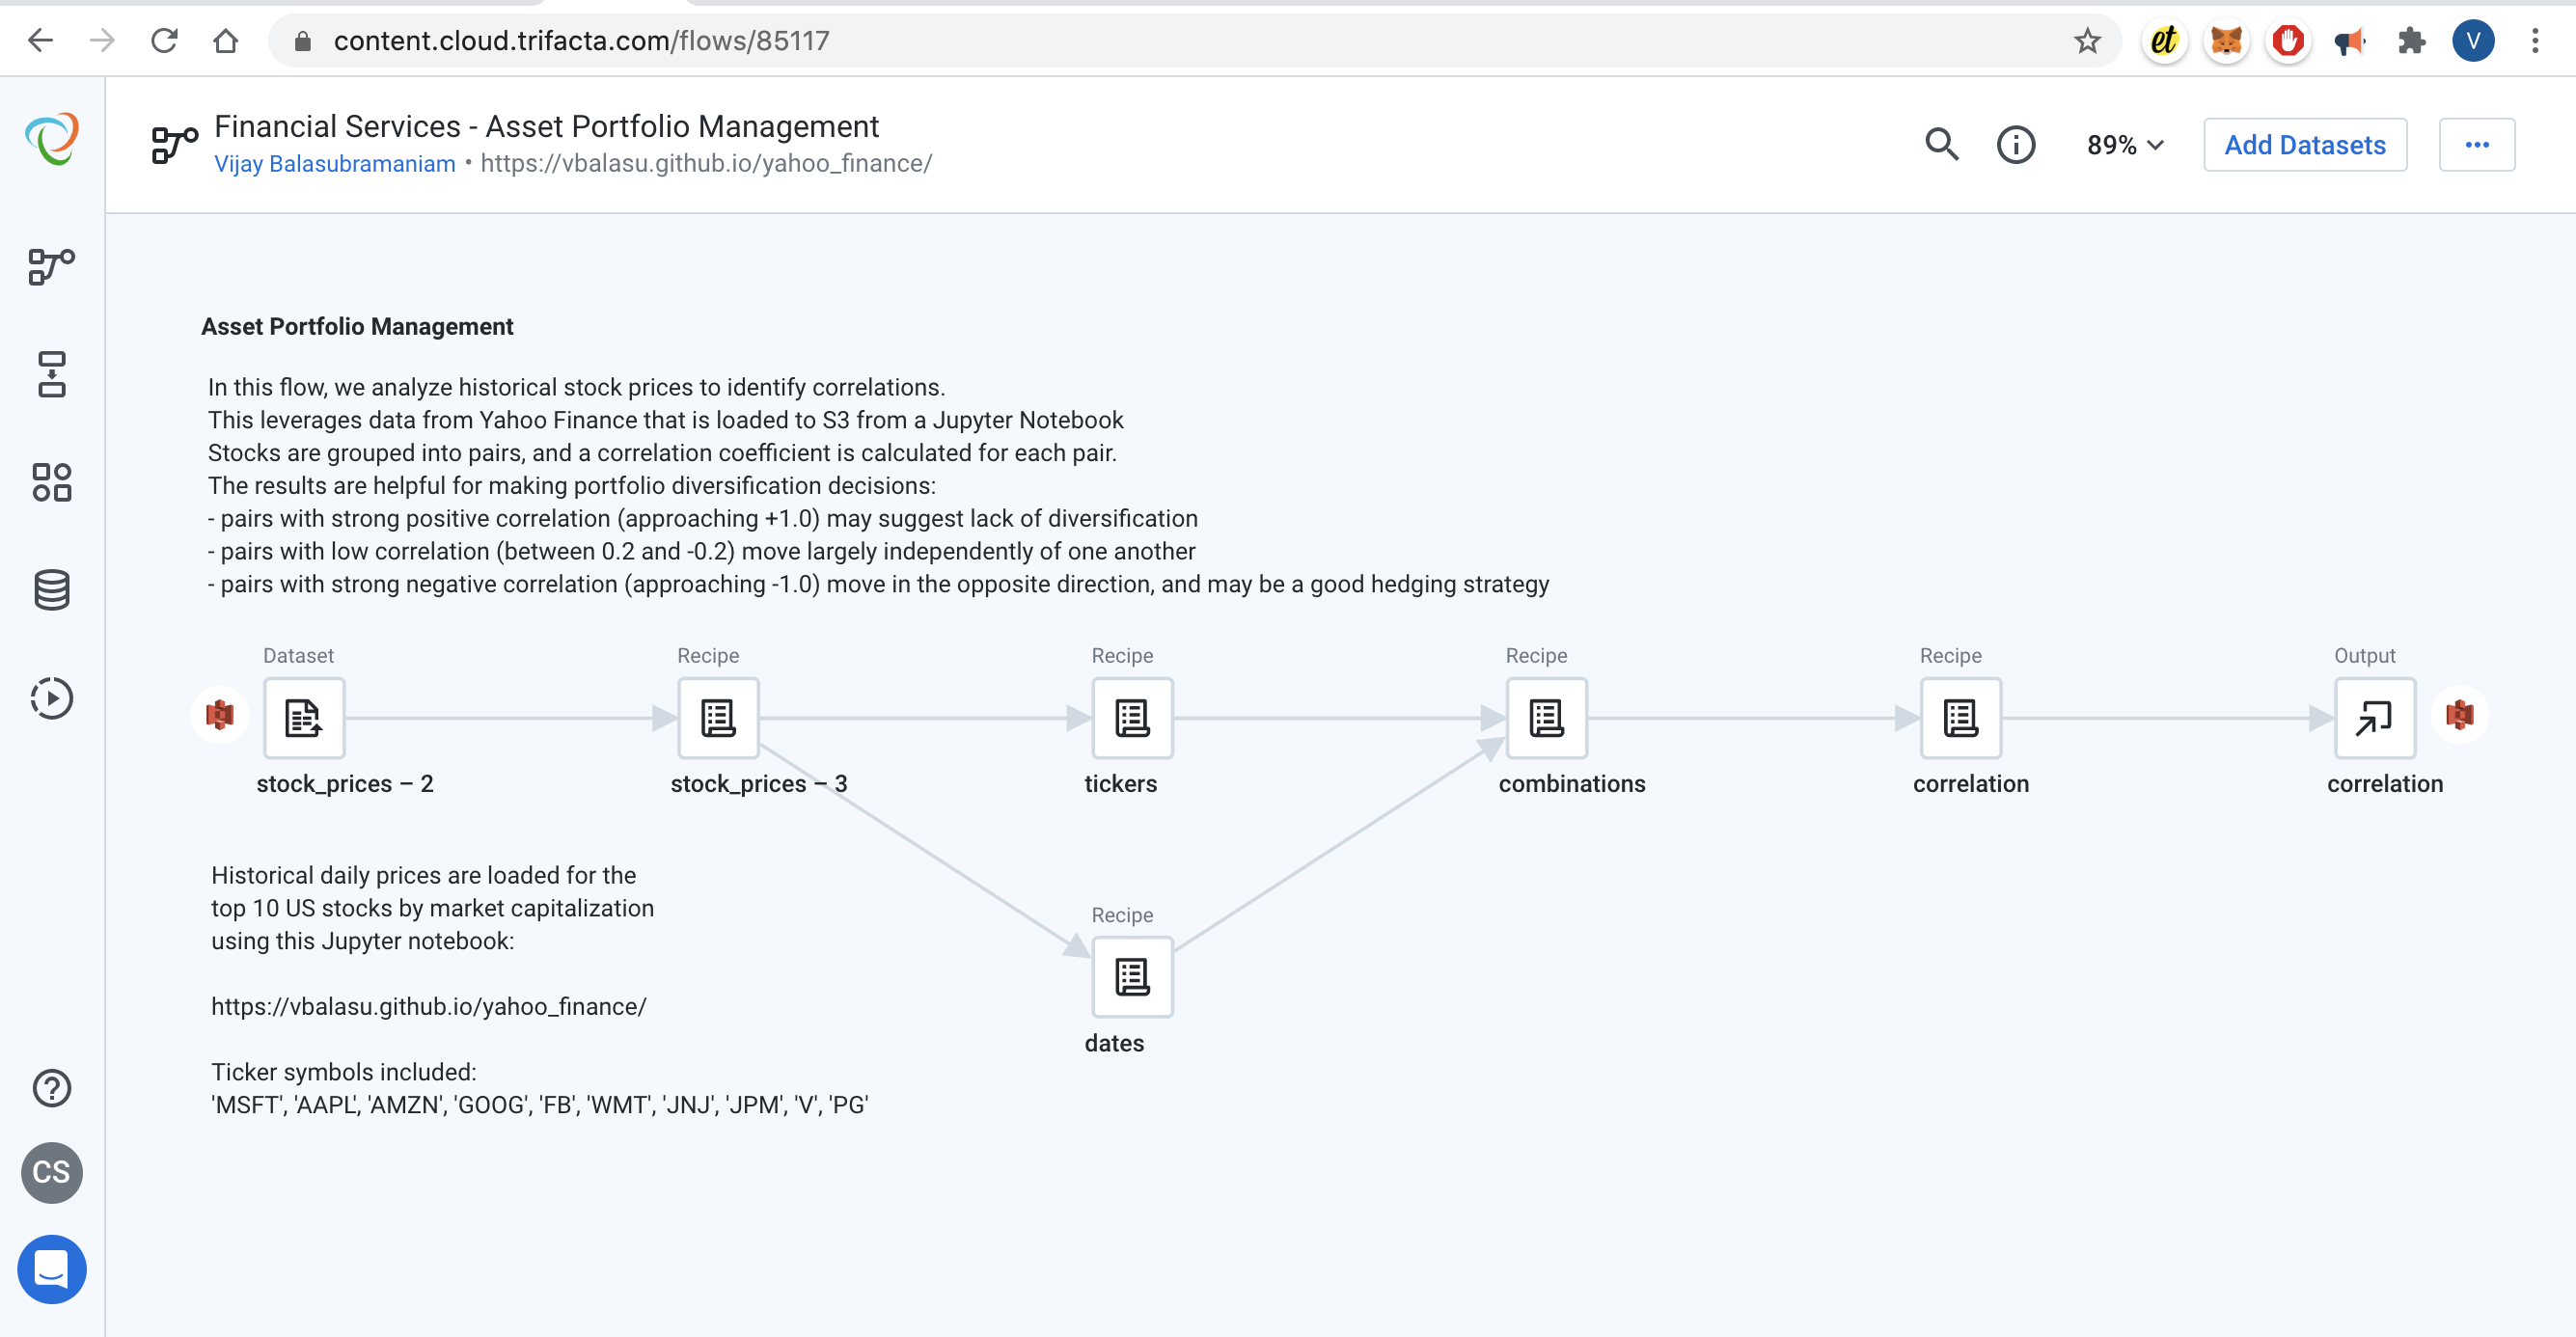 content.cloud.trifacta.com/flows/85117
et
V
Financial Services - Asset Portfolio Management
Vijay Balasubramaniam • https://vbalasu.github.io/yahoo_finance/
89%
Add Datasets
Asset Portfolio Management
In this flow, we analyze historical stock prices to identify correlations.
This leverages data from Yahoo Finance that is loaded to S3 from a Jupyter Notebook
Stocks are grouped into pairs, and a correlation coefficient is calculated for each pair.
The results are helpful for making portfolio diversification decisions:
- pairs with strong positive correlation (approaching +1.0) may suggest lack of diversification
- pairs with low correlation (between 0.2 and -0.2) move largely independently of one another
- pairs with strong negative correlation (approaching -1.0) move in the opposite direction, and may be a good hedging strategy
Dataset
Recipe
Recipe
Recipe
Recipe
Output
stock_prices – 2
stock_prices – 3
tickers
combinations
correlation
correlation
Historical daily prices are loaded for the
top 10 US stocks by market capitalization
using this Jupyter notebook:
https://vbalasu.github.io/yahoo_finance/
Ticker symbols included:
'MSFT', 'AAPL', 'AMZN', 'GOOG', 'FB', 'WMT', 'JNJ', 'JPM', 'V', 'PG'
Recipe
dates
CS